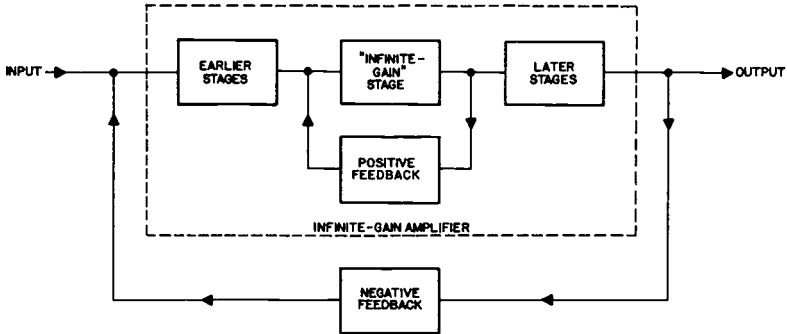 INPUT
EARLIER
STAGES
"INFINITE-
GAIN"
STAGE
LATER
STAGES
OUTPUT
POSITIVE
FEEDBACK
INFINITE-GAIN AMPLIFIER
NEGATIVE
FEEDBACK